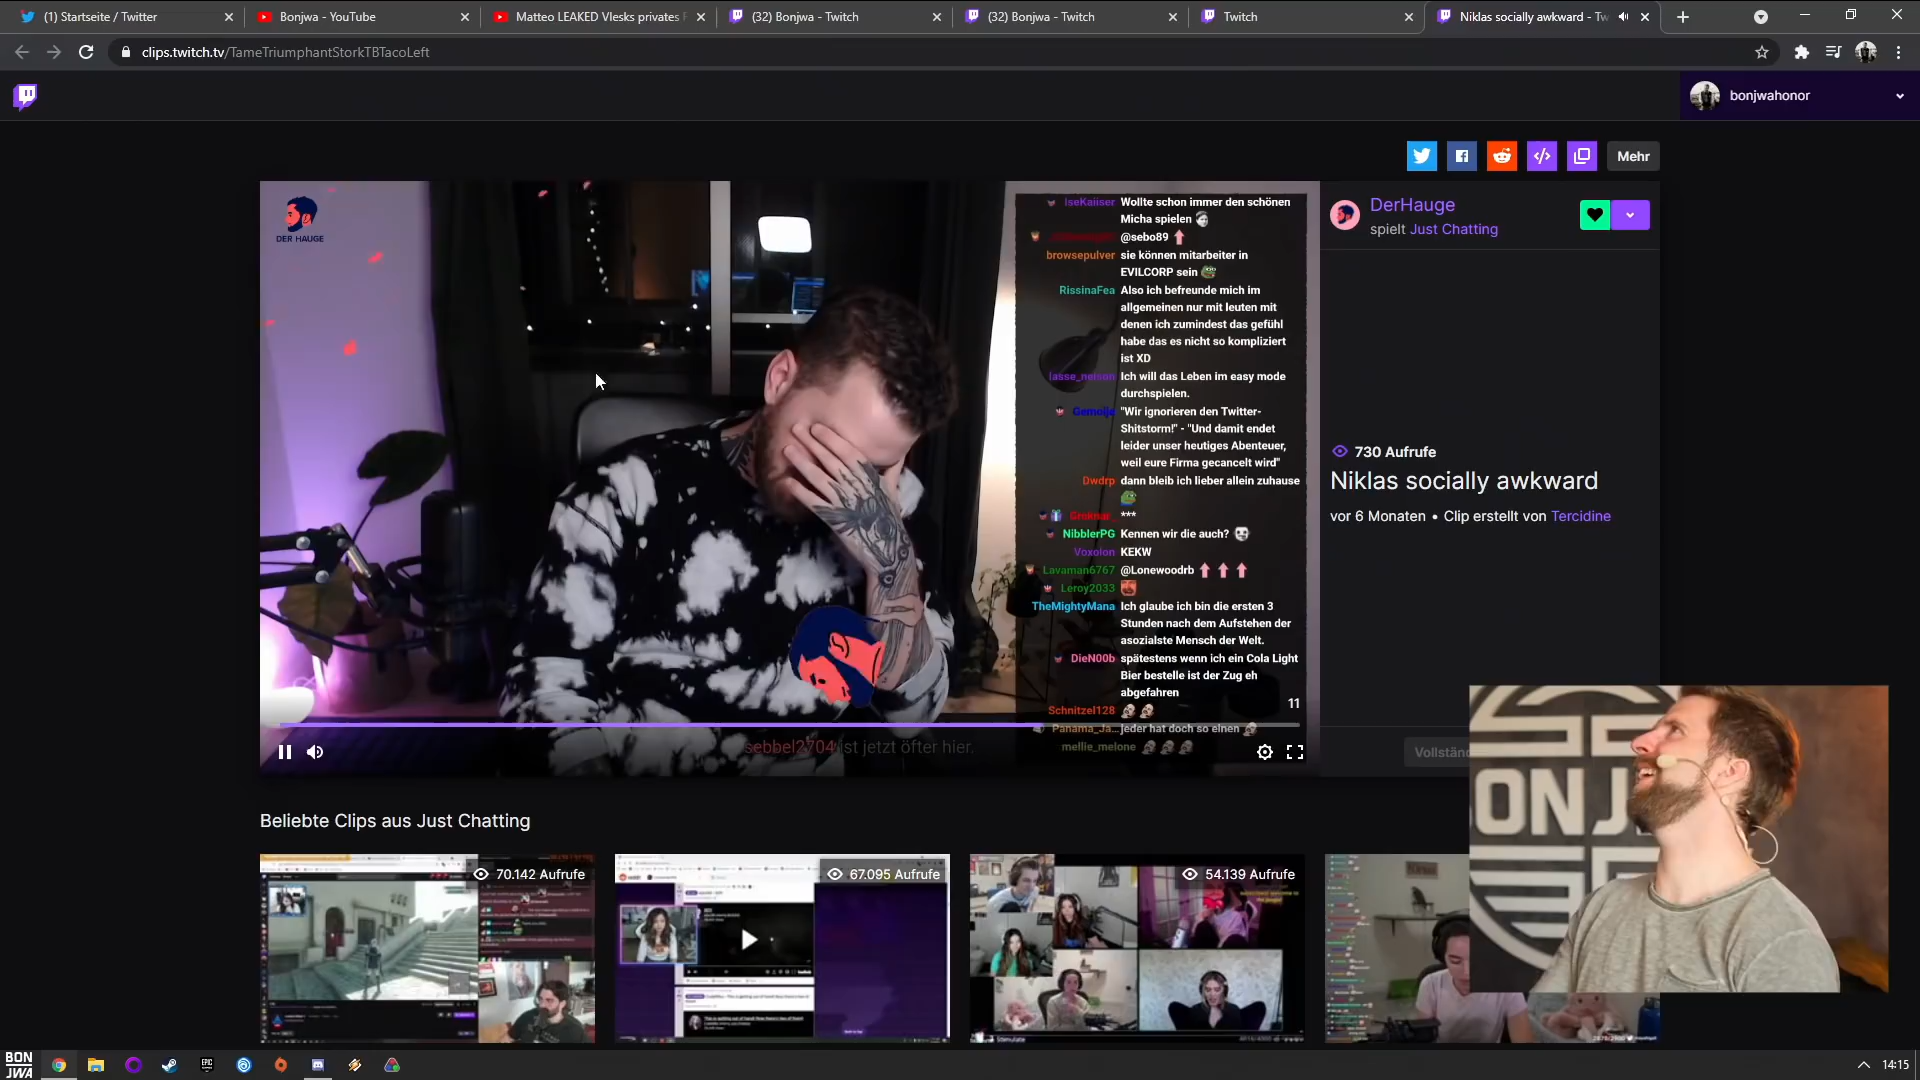 (1) Startseite / Twitter
Bonjwa - YouTube
Matteo LEAKED Vlesks privates
(32) Bonjwa - Twitch
(32) Bonjwa - Twitch
Twitch
Niklas socially awkward - Tw
clips.twitch.tv/TameTriumphantStorkTBTacoLeft
bonjwahonor
Mehr
DER HAUGE
IseKaiiser Wollte schon immer den schönen
Micha spielen
@sebo89
browsepulver sie können mitarbeiter in
EVILCORP sein
RissinaFea Also ich befreunde mich im
allgemeinen nur mit leuten mit
denen ich zumindest das gefühl
habe das es nicht so kompliziert
ist XD
lasse_nelson Ich will das Leben im easy mode
durchspielen.
Gemoije "Wir ignorieren den Twitter-
Shitstorm!" - "Und damit endet
leider unser heutiges Abenteuer,
weil eure Firma gecancelt wird"
Dwdrp dann bleib ich lieber allein zuhause
Groknar ***
NibblerPG Kennen wir die auch?
Voxolon KEKW
Lavaman6767 @Lonewoodrb
Leroy2033
TheMightyMana Ich glaube ich bin die ersten 3
Stunden nach dem Aufstehen der
asozialste Mensch der Welt.
DieN00b spätestens wenn ich ein Cola Light
Bier bestelle ist der Zug eh
abgefahren
Schnitzel128
Panama_Ja... jeder hat doch so einen
mellie_melone
11
sebbel2704 ist jetzt öfter hier.
DerHauge
spielt Just Chatting
730 Aufrufe
Niklas socially awkward
vor 6 Monaten • Clip erstellt von Tercidine
Vollständ
BONJ
Beliebte Clips aus Just Chatting
70.142 Aufrufe
67.095 Aufrufe
54.139 Aufrufe
BON
JWA
EPIC
14:15